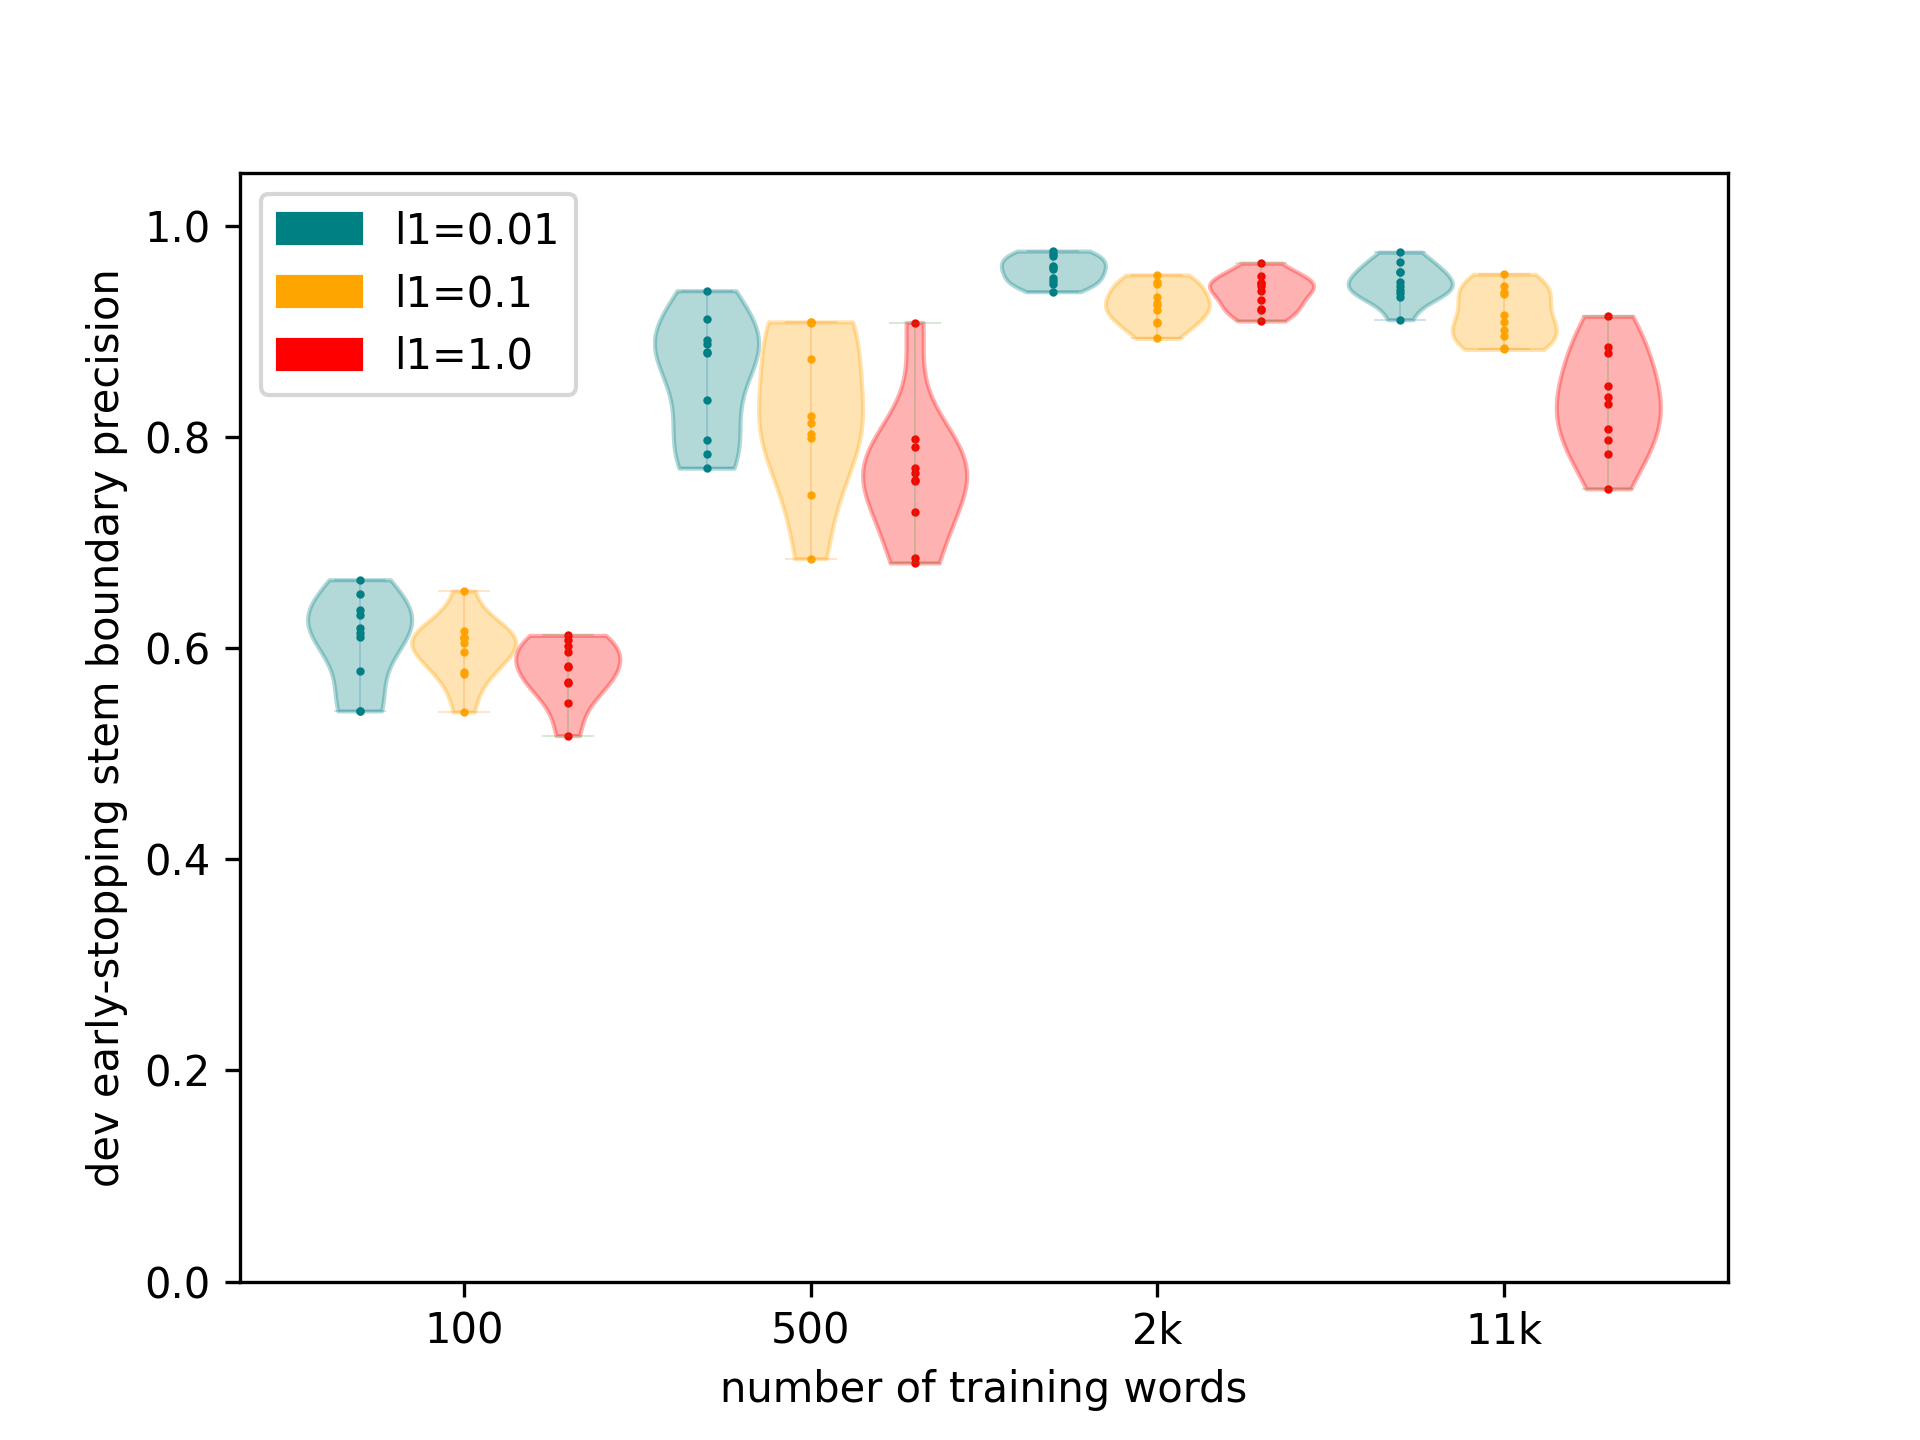 l1=0.01
l1=0.1
l1=1.0
dev early-stopping stem boundary precision
1.0
0.8
0.6
0.4
0.2
0.0
100 500 2k 11k
number of training words